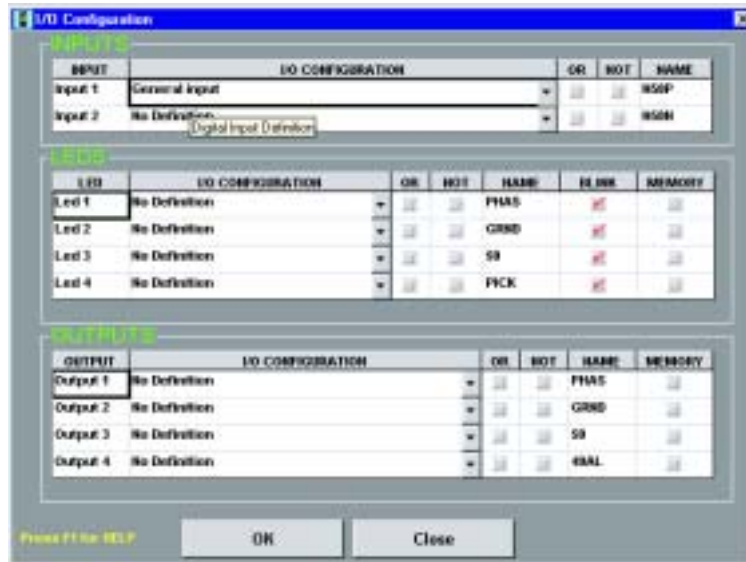 I/O Configuration
INPUTS
INPUT I/O CONFIGURATION OR NOT NAME
Input 1 General input N50P
Input 2 No Definition N50N
Digital Input Definition
LEDS
LED I/O CONFIGURATION OR NOT NAME BLINK MEMORY
Led 1 No Definition PHAS
Led 2 No Definition GRND
Led 3 No Definition
Led 4 No Definition PICK
OUTPUTS
OUTPUT I/O CONFIGURATION OR NOT NAME MEMORY
Output 1 No Definition PHAS
Output 2 No Definition GRND
Output 3 No Definition
Output 4 No Definition 49AL
Press F1 for HELP OK Close